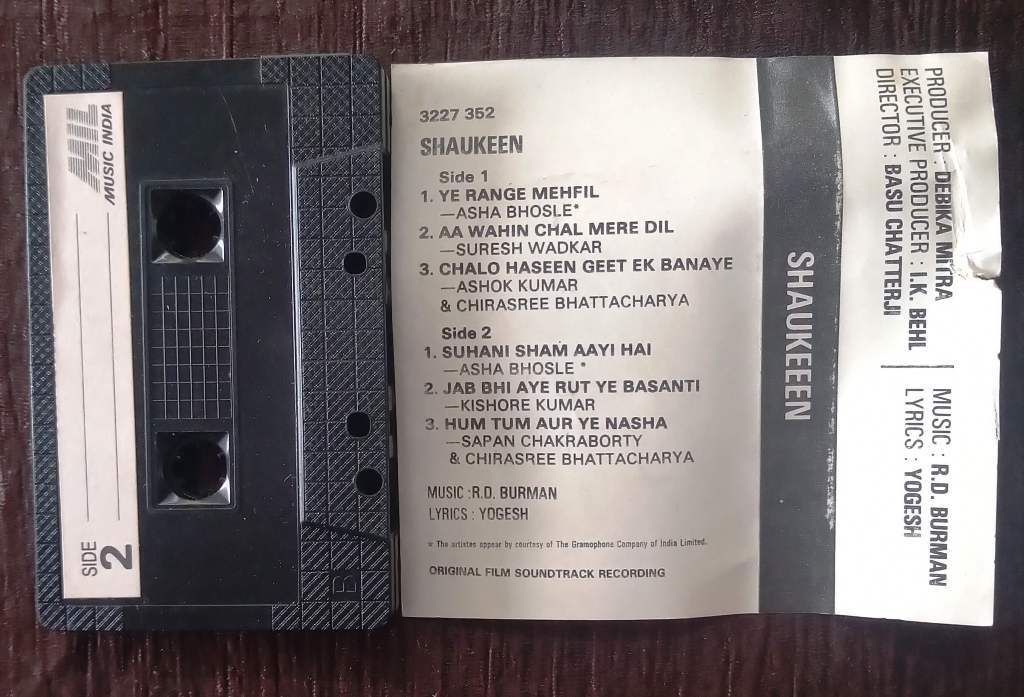 MIL
MUSIC INDIA
SIDE
2
B
3227 352
SHAUKEEN
Side 1
1. YE RANGE MEHFIL
—ASHA BHOSLE*
2. AA WAHIN CHAL MERE DIL
—SURESH WADKAR
3. CHALO HASEEN GEET EK BANAYE
—ASHOK KUMAR
& CHIRASREE BHATTACHARYA
Side 2
1. SUHANI SHAM AAYI HAI
—ASHA BHOSLE *
2. JAB BHI AYE RUT YE BASANTI
—KISHORE KUMAR
3. HUM TUM AUR YE NASHA
—SAPAN CHAKRABORTY
& CHIRASREE BHATTACHARYA
MUSIC : R.D. BURMAN
LYRICS : YOGESH
* The artistes appear by courtesy of The Gramophone Company of India Limited.
ORIGINAL FILM SOUNDTRACK RECORDING
SHAUKEEEN
PRODUCER : DEBIKA MITRA
EXECUTIVE PRODUCER : I.K. BEHL
DIRECTOR : BASU CHATTERJI
MUSIC : R.D. BURMAN
LYRICS : YOGESH